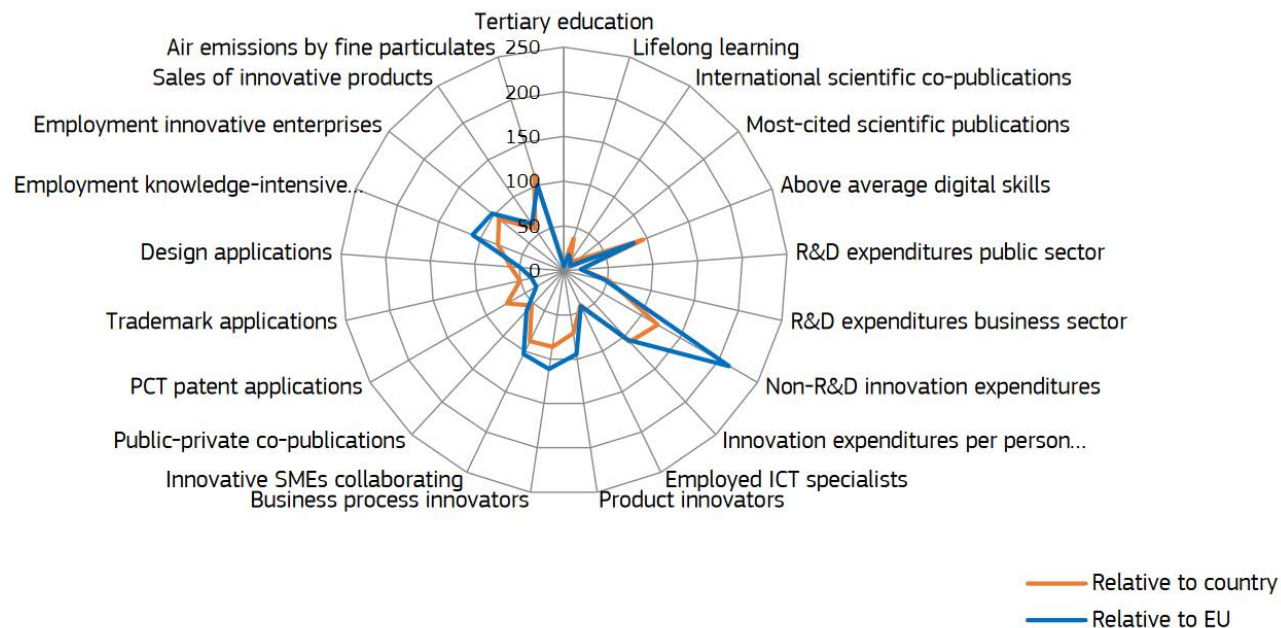 Tertiary education
Air emissions by fine particulates
250
Lifelong learning
Sales of innovative products
International scientific co-publications
200
Employment innovative enterprises
Most-cited scientific publications
150
Employment knowledge-intensive...
100
Above average digital skills
50
Design applications
R&D expenditures public sector
0
Trademark applications
R&D expenditures business sector
PCT patent applications
Non-R&D innovation expenditures
Public-private co-publications
Innovation expenditures per person...
Innovative SMEs collaborating
Employed ICT specialists
Business process innovators
Product innovators
Relative to country
Relative to EU